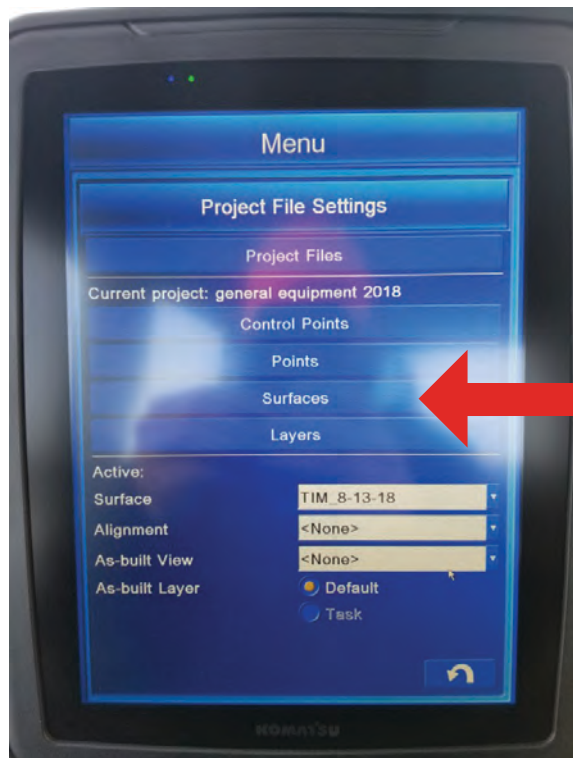 Menu
Project File Settings
Project Files
Current project: general equipment 2018
Control Points
Points
Surfaces
Layers
Active:
Surface TIM_8-13-18
Alignment <None>
As-built View <None>
As-built Layer Default
Task
KOMATSU